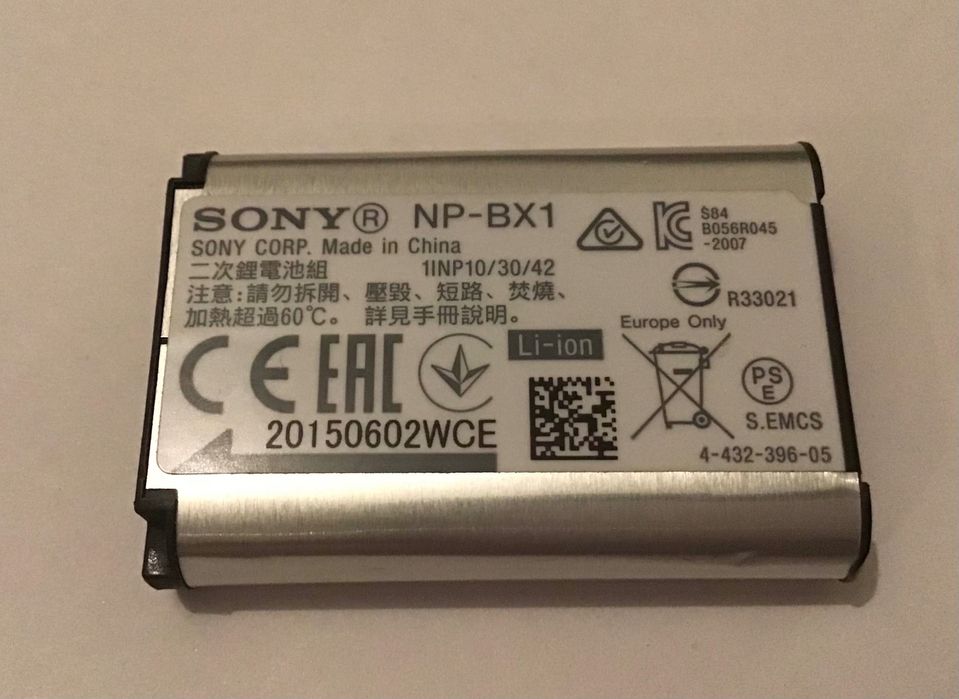 SONY® NP-BX1
SONY CORP. Made in China
二次鋰電池組 1INP10/30/42
注意:請勿拆開、壓毀、短路、焚燒、
加熱超過60℃。 詳見手冊說明。
S84
B056R045
-2007
R33021
Europe Only
CE EAC
Li-ion
PS
E
S.EMCS
20150602WCE
4-432-396-05